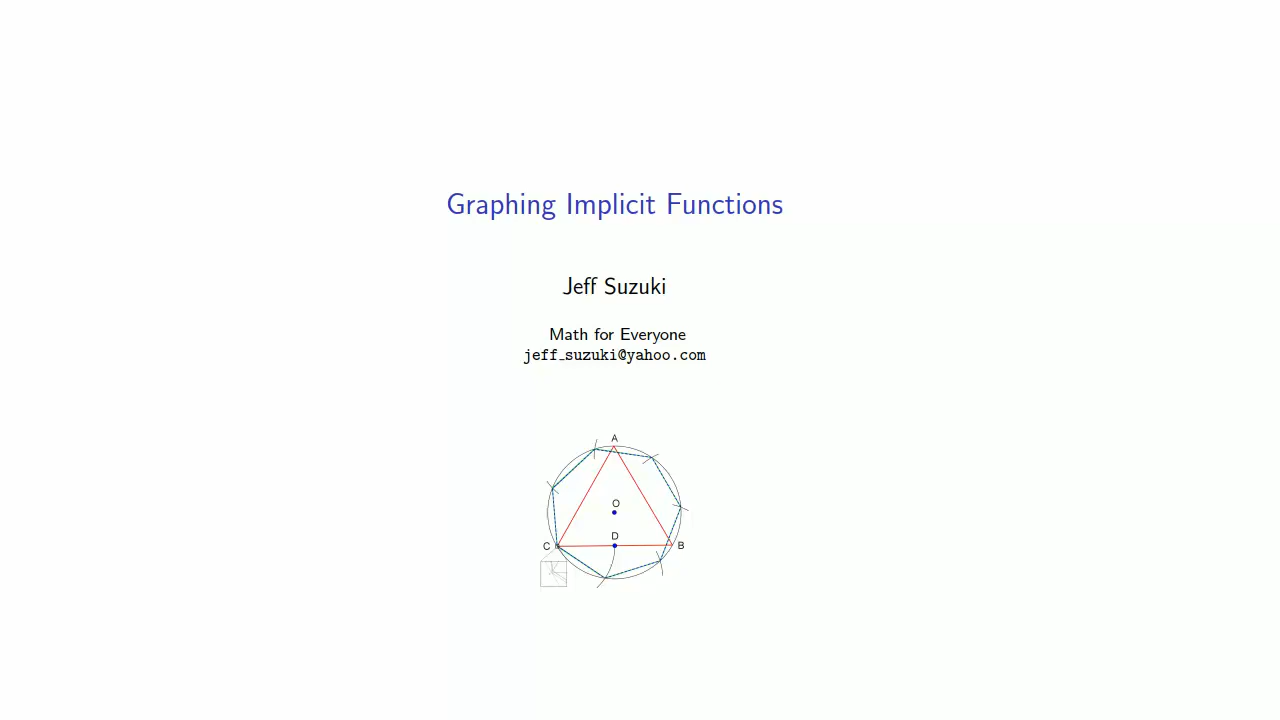 Graphing Implicit Functions
Jeff Suzuki
Math for Everyone
jeff_suzuki@yahoo.com
A
O
D
C
B